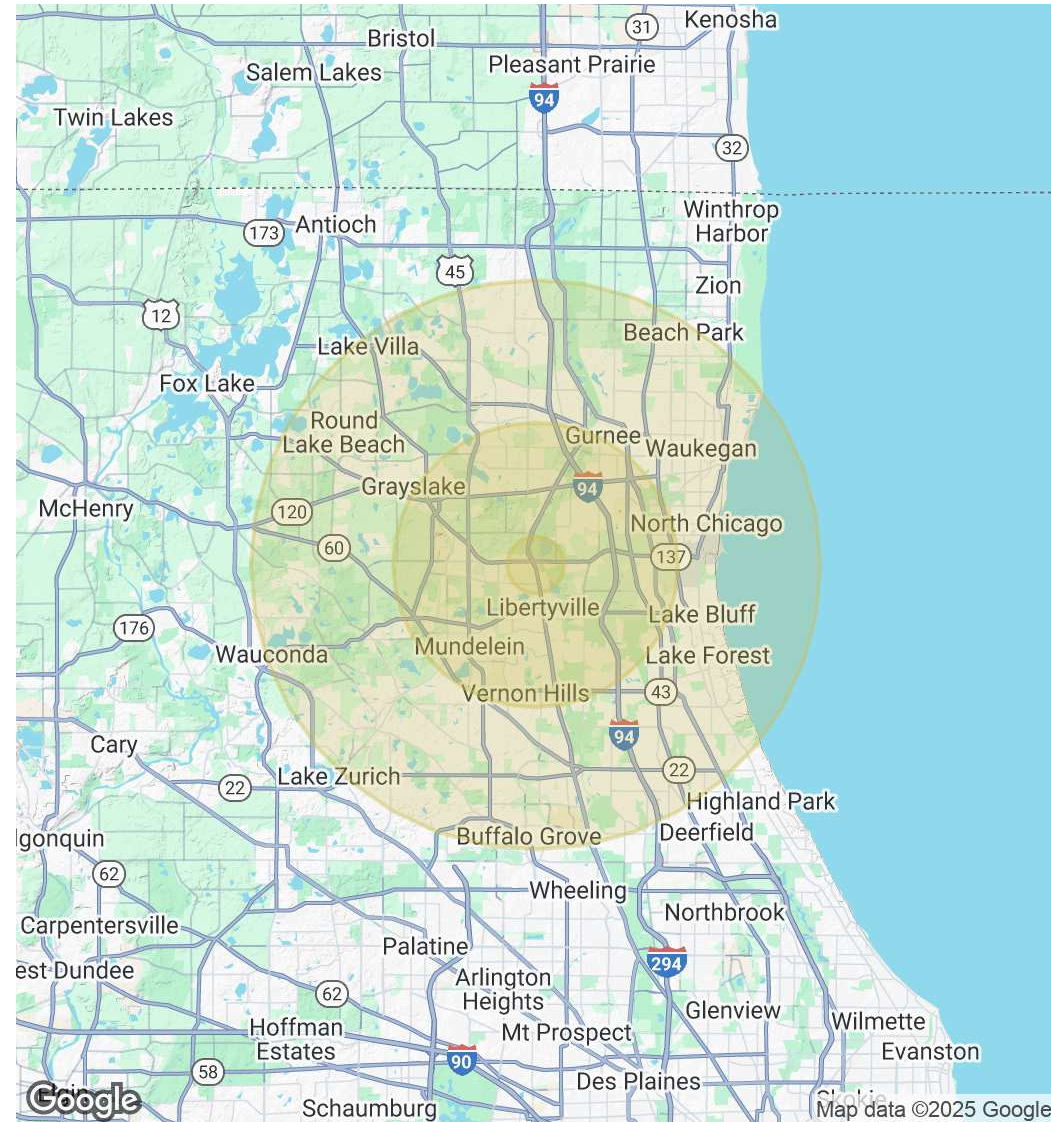 Kenosha
31
Bristol
Salem Lakes
Pleasant Prairie
94
Twin Lakes
32
Winthrop
Harbor
Antioch
173
45
Zion
12
Beach Park
Lake Villa
Fox Lake
Round
Lake Beach
Gurnee
Waukegan
Grayslake
94
McHenry
120
North Chicago
60
137
Libertyville
Lake Bluff
176
Mundelein
Wauconda
Lake Forest
Vernon Hills
43
94
Cary
22
Lake Zurich
22
Highland Park
lgonquin
Buffalo Grove
Deerfield
62
Wheeling
Northbrook
Carpentersville
Palatine
294
est Dundee
Arlington
Heights
62
Glenview
Hoffman
Estates
Mt Prospect
Wilmette
Evanston
90
58
Des Plaines
Elgin
Google
Skokie
Schaumburg
Map data ©2025 Google